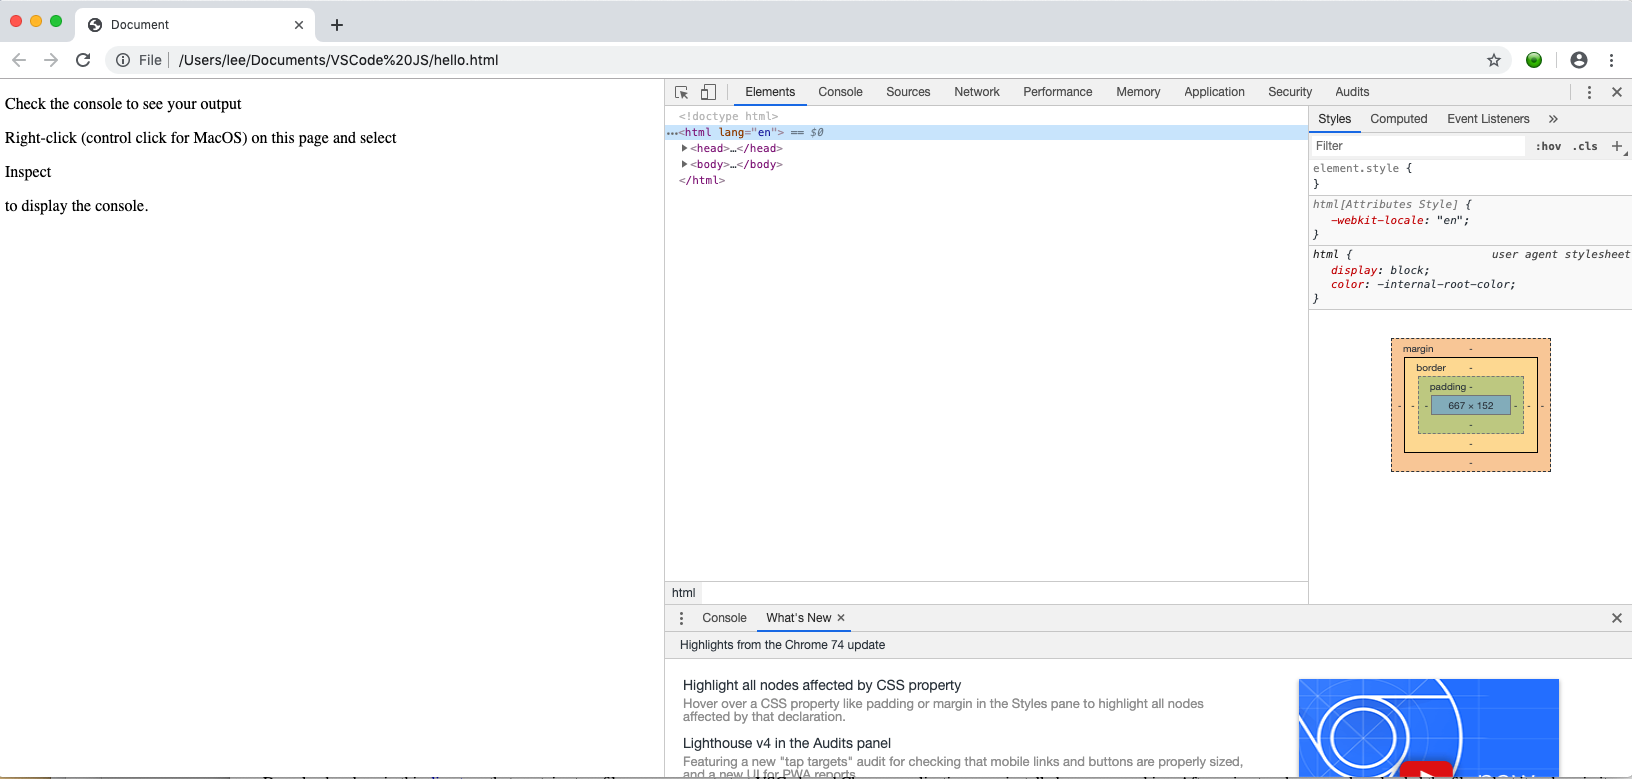 Document
File
/Users/lee/Documents/VSCode%20JS/hello.html
Check the console to see your output
Right-click (control click for MacOS) on this page and select
Inspect
to display the console.
Elements Console Sources Network Performance Memory Application Security Audits
<!doctype html>
<html lang="en"> == $0
<head>…</head>
<body>…</body>
</html>
html
Styles Computed Event Listeners »
Filter :hov .cls +
element.style {
}
html[Attributes Style] {
-webkit-locale: "en";
}
html { user agent stylesheet
display: block;
color: -internal-root-color;
}
margin -
border -
padding -
- - - 667 × 152 - - -
-
-
-
Console What's New
Highlights from the Chrome 74 update
Highlight all nodes affected by CSS property
Hover over a CSS property like padding or margin in the Styles pane to highlight all nodes
affected by that declaration.
Lighthouse v4 in the Audits panel
Featuring a new "tap targets" audit for checking that mobile links and buttons are properly sized,
and a new UI for PWA reports.